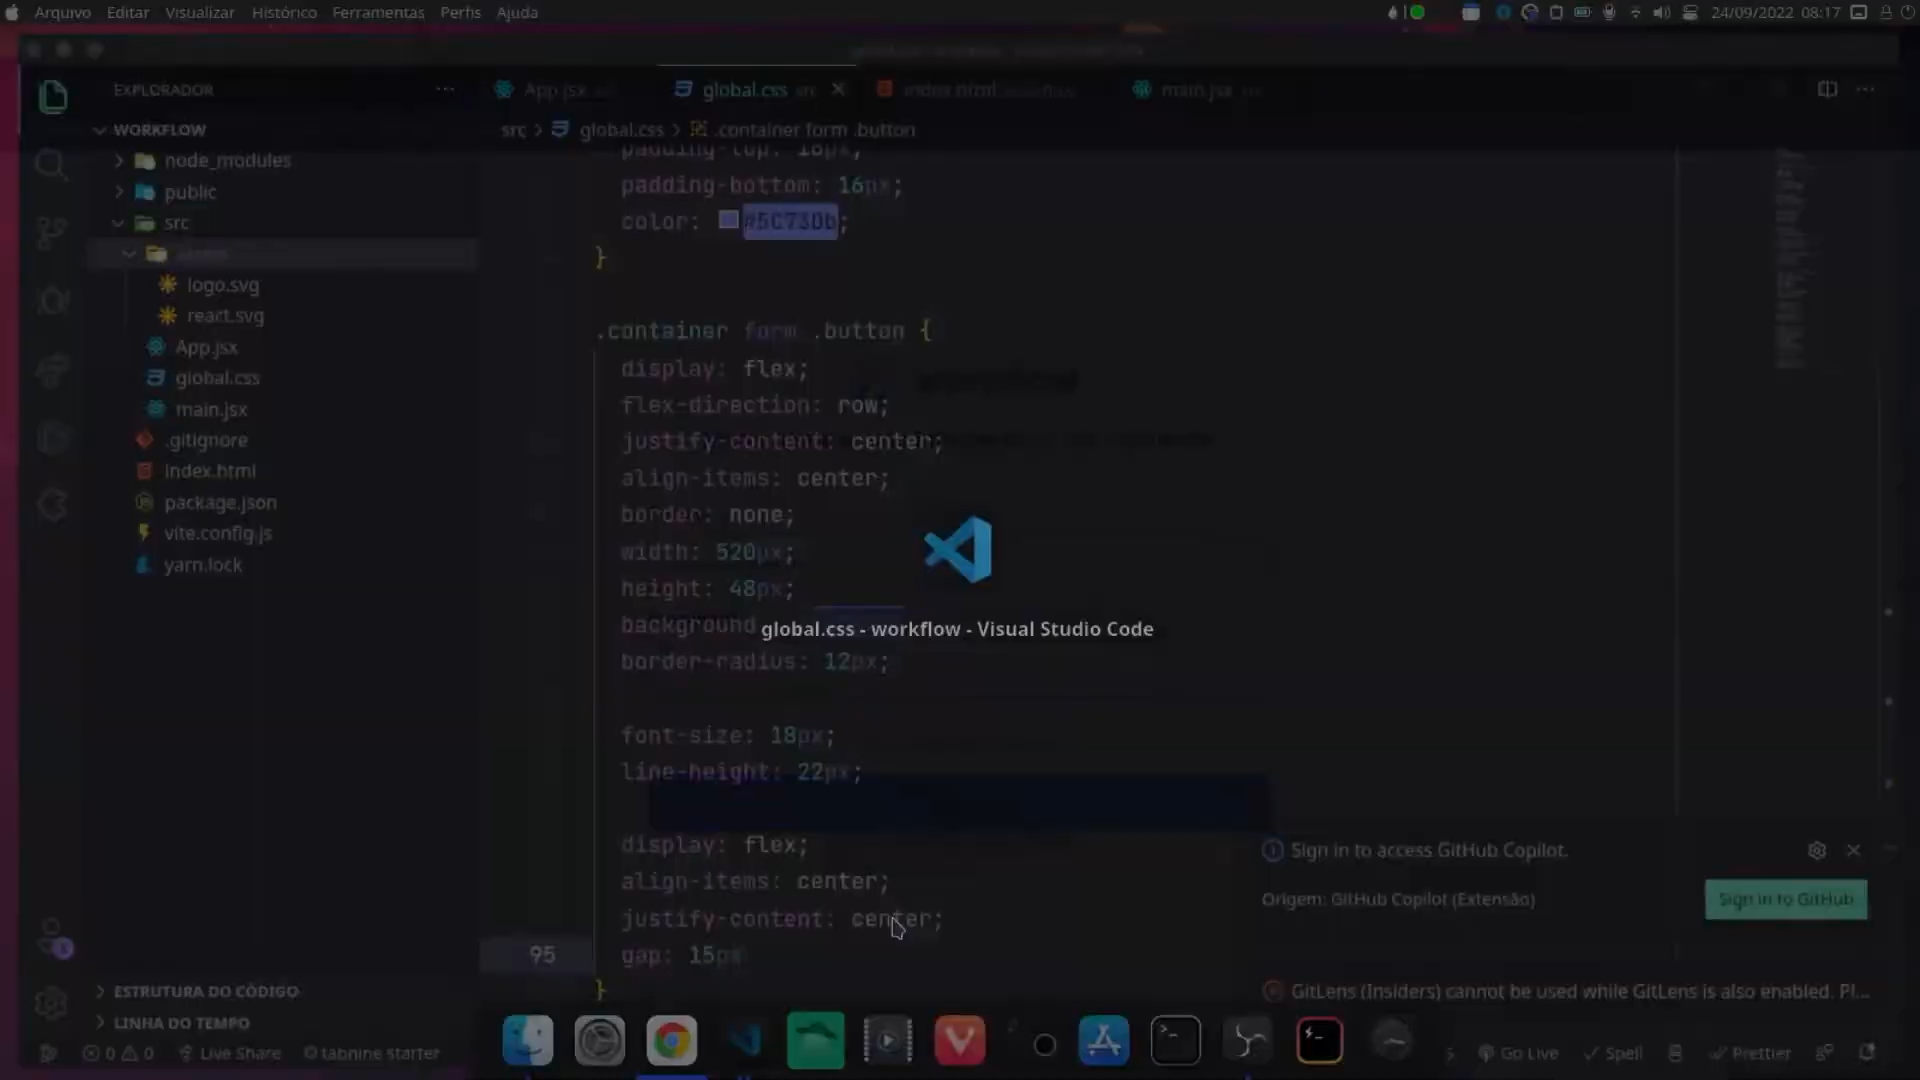 Arquivo Editar Visualizar Histórico Ferramentas Perfis Ajuda
24/09/2022 08:17
EXPLORADOR
App.jsx
global.css
index.html
main.jsx
WORKFLOW
src > global.css > .container form .button
node_modules
public
src
logo.svg
react.svg
App.jsx
global.css
main.jsx
.gitignore
index.html
package.json
vite.config.js
yarn.lock
padding-top: 16px;
padding-bottom: 16px;
color: #5C73Db;
}
.container form .button {
display: flex;
flex-direction: row;
justify-content: center;
align-items: center;
border: none;
width: 520px;
height: 48px;
background
global.css - workflow - Visual Studio Code
border-radius: 12px;
font-size: 18px;
line-height: 22px;
display: flex;
align-items: center;
justify-content: center;
95 gap: 15px
}
Sign in to access GitHub Copilot.
Origem: GitHub Copilot (Extensão)
Sign in to GitHub
GitLens (Insiders) cannot be used while GitLens is also enabled. Pl...
ESTRUTURA DO CÓDIGO
LINHA DO TEMPO
0 0 Live Share tabnine starter
Go Live Spell Prettier